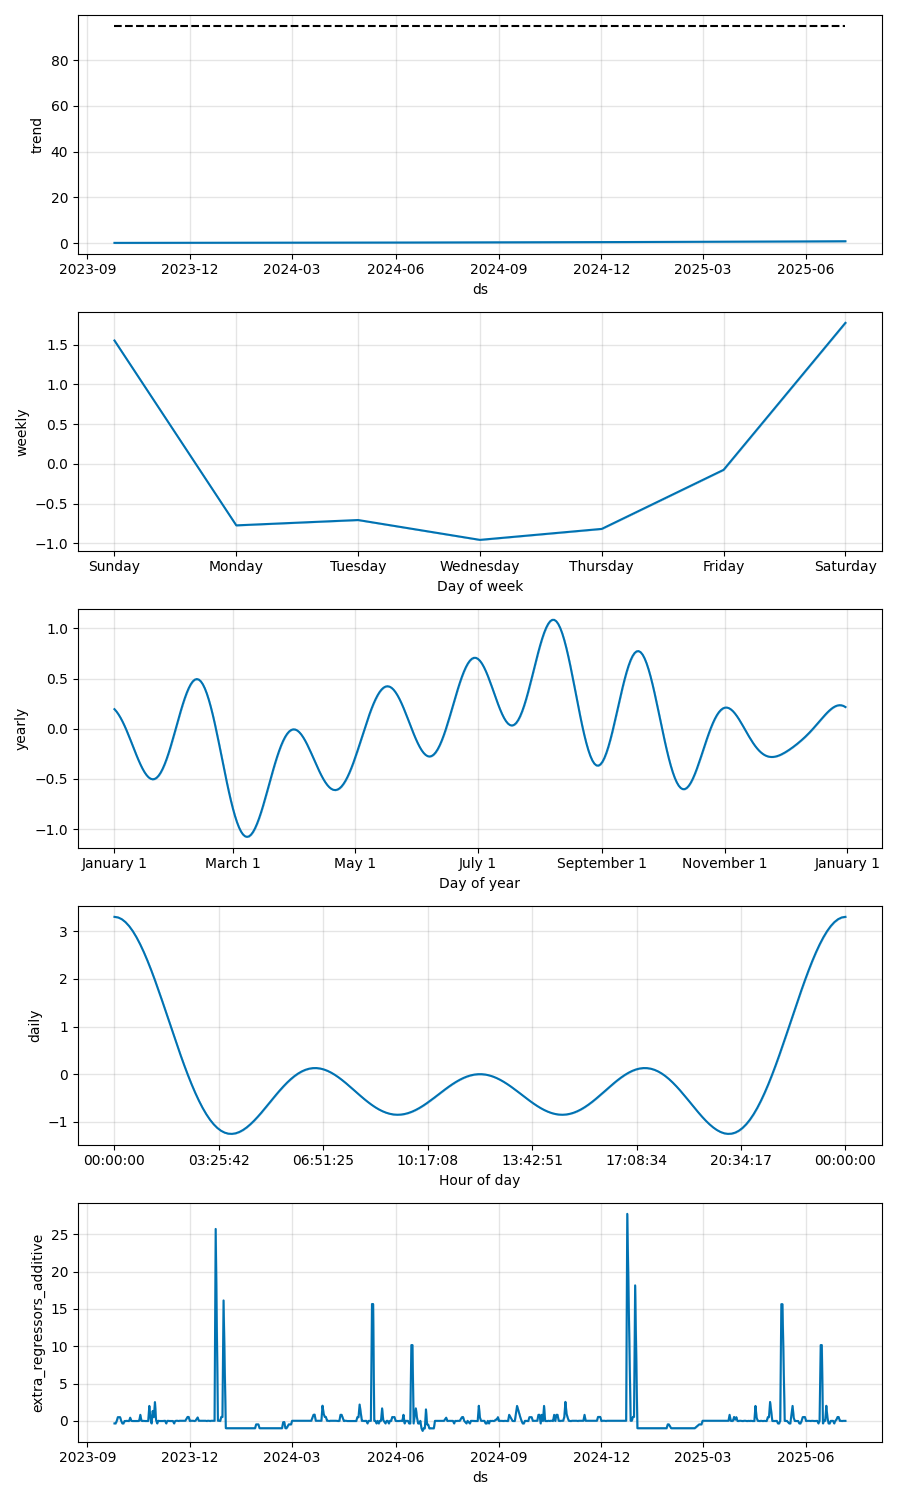 trend
80
60
40
20
0
2023-09 2023-12 2024-03 2024-06 2024-09 2024-12 2025-03 2025-06
ds
weekly
1.5
1.0
0.5
0.0
−0.5
−1.0
Sunday Monday Tuesday Wednesday Thursday Friday Saturday
Day of week
yearly
1.0
0.5
0.0
−0.5
−1.0
January 1 March 1 May 1 July 1 September 1 November 1 January 1
Day of year
daily
3
2
1
0
−1
00:00:00 03:25:42 06:51:25 10:17:08 13:42:51 17:08:34 20:34:17 00:00:00
Hour of day
extra_regressors_additive
25
20
15
10
5
0
2023-09 2023-12 2024-03 2024-06 2024-09 2024-12 2025-03 2025-06
ds